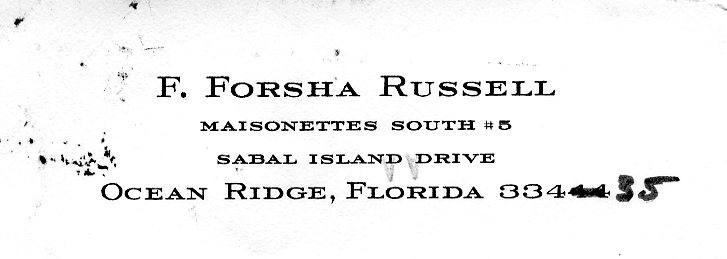 F. FORSHA RUSSELL
MAISONETTES SOUTH #5
SABAL ISLAND DRIVE
OCEAN RIDGE, FLORIDA 33444 35